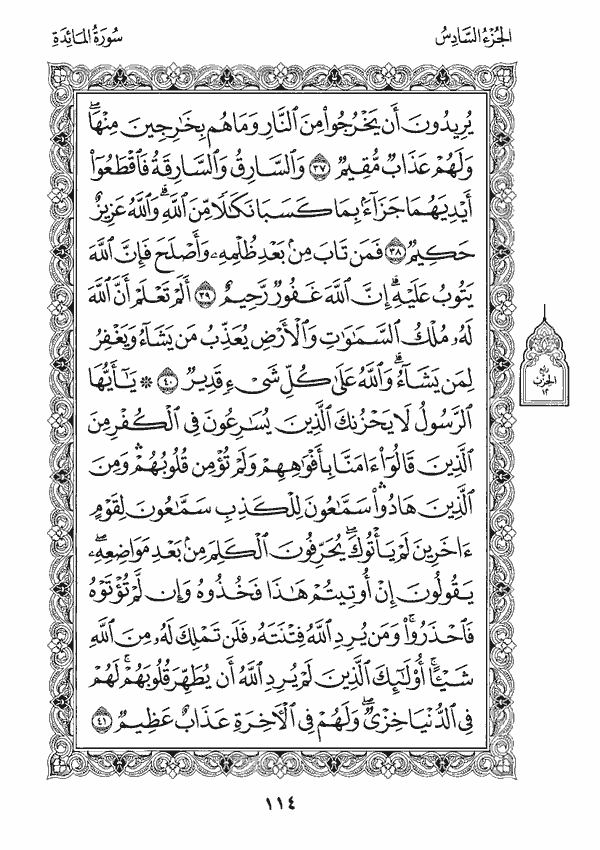 الجُزْءُ السَّادِسُ
سُورَةُ المَائِدَةِ
يُرِيدُونَ أَن يَخْرُجُوا۟ مِنَ ٱلنَّارِ وَمَا هُم بِخَٰرِجِينَ مِنْهَا ۖ
وَلَهُمْ عَذَابٌ مُّقِيمٌ ٣٧ وَٱلسَّارِقُ وَٱلسَّارِقَةُ فَٱقْطَعُوٓا۟
أَيْدِيَهُمَا جَزَآءًۢ بِمَا كَسَبَا نَكَٰلًا مِّنَ ٱللَّهِ ۗ وَٱللَّهُ عَزِيزٌ
حَكِيمٌ ٣٨ فَمَن تَابَ مِنۢ بَعْدِ ظُلْمِهِۦ وَأَصْلَحَ فَإِنَّ ٱللَّهَ
يَتُوبُ عَلَيْهِ ۗ إِنَّ ٱللَّهَ غَفُورٌ رَّحِيمٌ ٣٩ أَلَمْ تَعْلَمْ أَنَّ ٱللَّهَ
لَهُۥ مُلْكُ ٱلسَّمَٰوَٰتِ وَٱلْأَرْضِ يُعَذِّبُ مَن يَشَآءُ وَيَغْفِرُ
لِمَن يَشَآءُ ۗ وَٱللَّهُ عَلَىٰ كُلِّ شَىْءٍ قَدِيرٌ ٤٠ ۞ يَٰٓأَيُّهَا
ٱلرَّسُولُ لَا يَحْزُنكَ ٱلَّذِينَ يُسَٰرِعُونَ فِى ٱلْكُفْرِ مِنَ
ٱلَّذِينَ قَالُوٓا۟ ءَامَنَّا بِأَفْوَٰهِهِمْ وَلَمْ تُؤْمِن قُلُوبُهُمْ ۛ وَمِنَ
ٱلَّذِينَ هَادُوا۟ ۛ سَمَّٰعُونَ لِلْكَذِبِ سَمَّٰعُونَ لِقَوْمٍ
ءَاخَرِينَ لَمْ يَأْتُوكَ ۖ يُحَرِّفُونَ ٱلْكَلِمَ مِنۢ بَعْدِ مَوَاضِعِهِۦ ۖ
يَقُولُونَ إِنْ أُوتِيتُمْ هَٰذَا فَخُذُوهُ وَإِن لَّمْ تُؤْتَوْهُ
فَٱحْذَرُوا۟ ۚ وَمَن يُرِدِ ٱللَّهُ فِتْنَتَهُۥ فَلَن تَمْلِكَ لَهُۥ مِنَ ٱللَّهِ
شَيْـًٔا ۚ أُو۟لَٰٓئِكَ ٱلَّذِينَ لَمْ يُرِدِ ٱللَّهُ أَن يُطَهِّرَ قُلُوبَهُمْ ۚ لَهُمْ
فِى ٱلدُّنْيَا خِزْىٌ ۖ وَلَهُمْ فِى ٱلْءَاخِرَةِ عَذَابٌ عَظِيمٌ ٤١
ربع
الحزب
١٢
١١٤